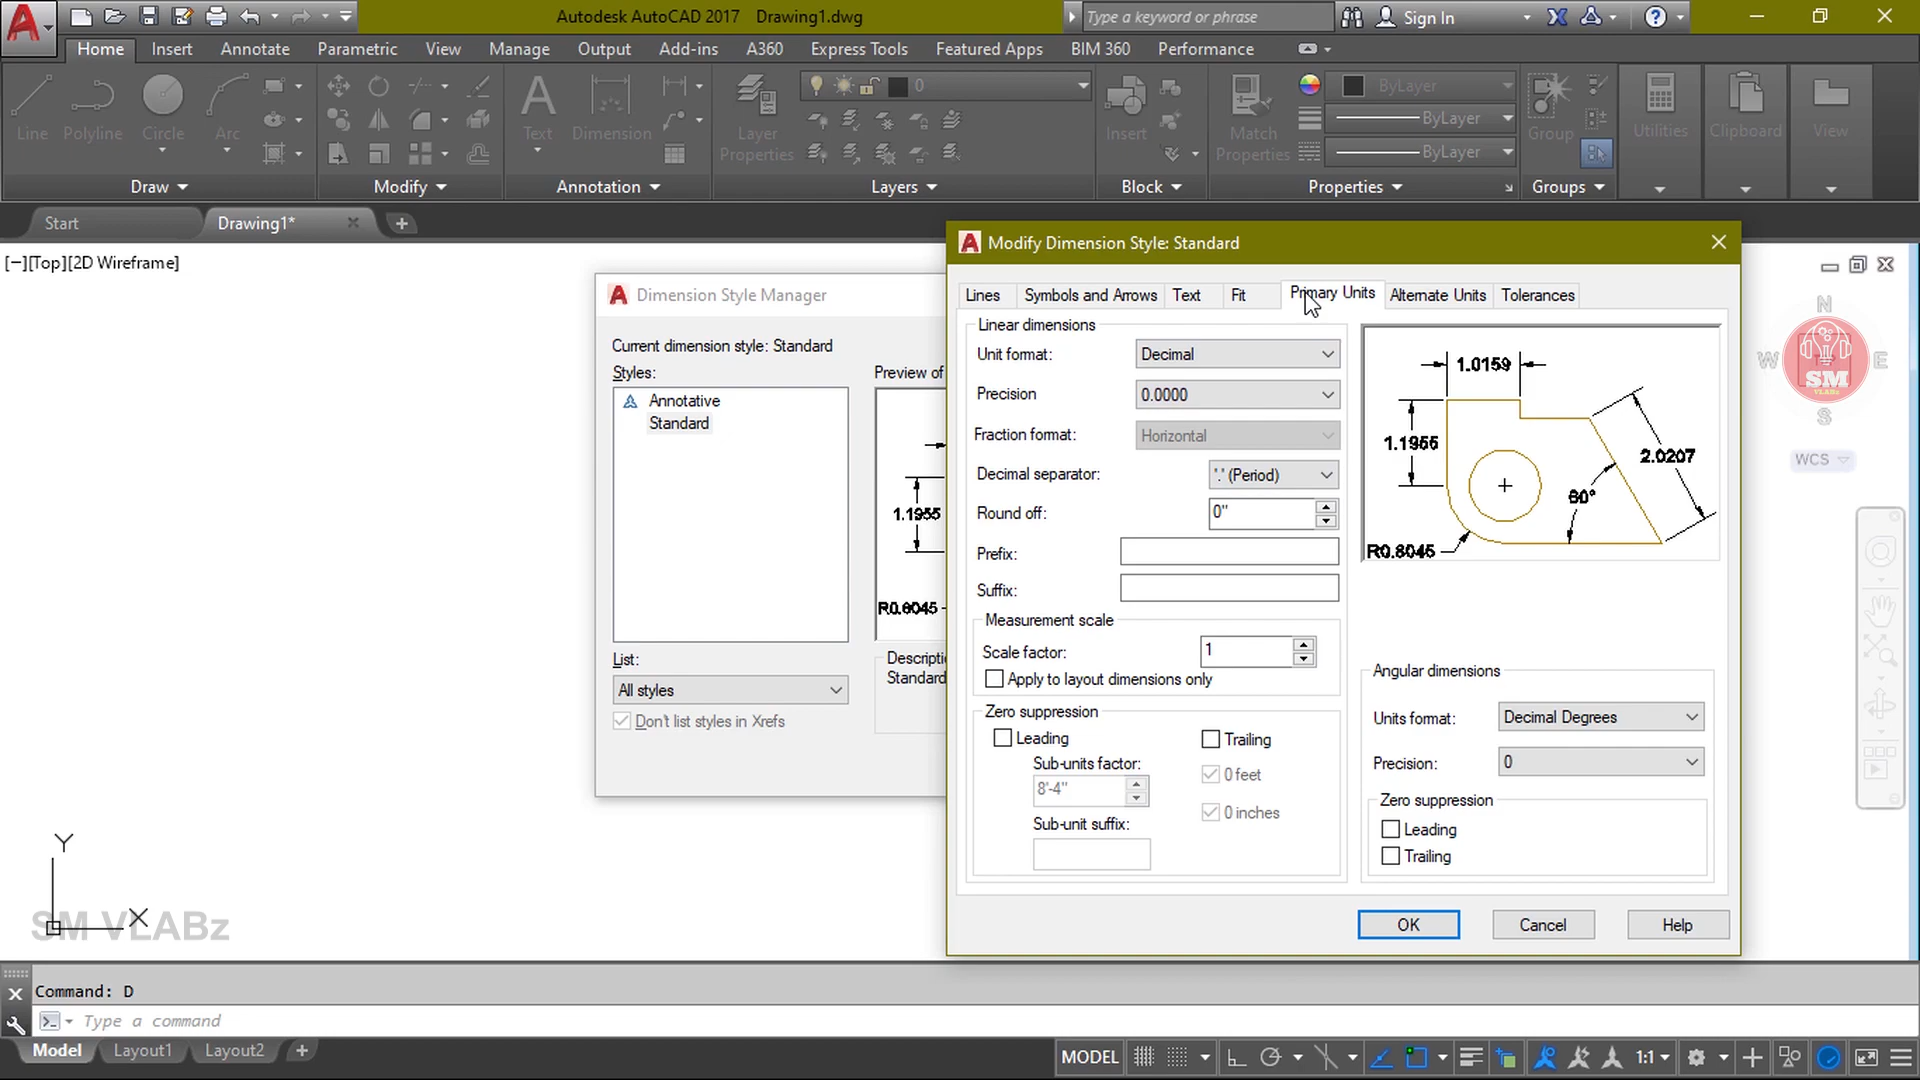 Autodesk AutoCAD 2017 Drawing1.dwg
Type a keyword or phrase
Sign In
Home Insert Annotate Parametric View Manage Output Add-ins A360 Express Tools Featured Apps BIM 360 Performance
Line Polyline Circle Arc
Text Dimension
Layer Properties
0
Insert
Match Properties
ByLayer
ByLayer
ByLayer
Group
Utilities
Clipboard
View
Draw Modify Annotation Layers Block Properties Groups
Start Drawing1*
[−][Top][2D Wireframe]
Dimension Style Manager
Current dimension style: Standard
Styles:
Annotative
Standard
Preview of
1.1955
R0.8045
List:
All styles
Don't list styles in Xrefs
Descripti
Standard
Modify Dimension Style: Standard
Lines Symbols and Arrows Text Fit Primary Units Alternate Units Tolerances
Linear dimensions
Unit format: Decimal
Precision 0.0000
Fraction format: Horizontal
Decimal separator: '.' (Period)
Round off: 0"
Prefix:
Suffix:
Measurement scale
Scale factor: 1
Apply to layout dimensions only
Zero suppression
Leading
Trailing
Sub-units factor:
8'-4"
0 feet
Sub-unit suffix:
0 inches
1.0159
1.1955
2.0207
60°
R0.8045
Angular dimensions
Units format: Decimal Degrees
Precision: 0
Zero suppression
Leading
Trailing
OK Cancel Help
N
W
E
S
SM
VLABz
WCS
Y
X
SM VLABz
Command: D
Type a command
Model Layout1 Layout2
MODEL
1:1